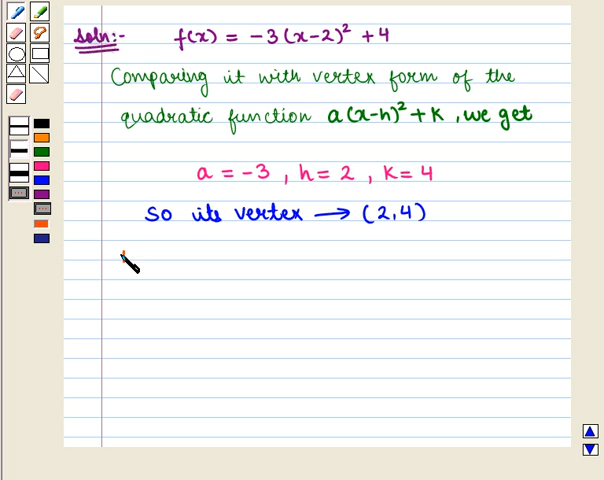 Soln:- f(x) = -3(x-2)² + 4
Comparing it with vertex form of the
quadratic function a(x-h)² + k, we get
a = -3, h = 2, k = 4
So its vertex → (2,4)